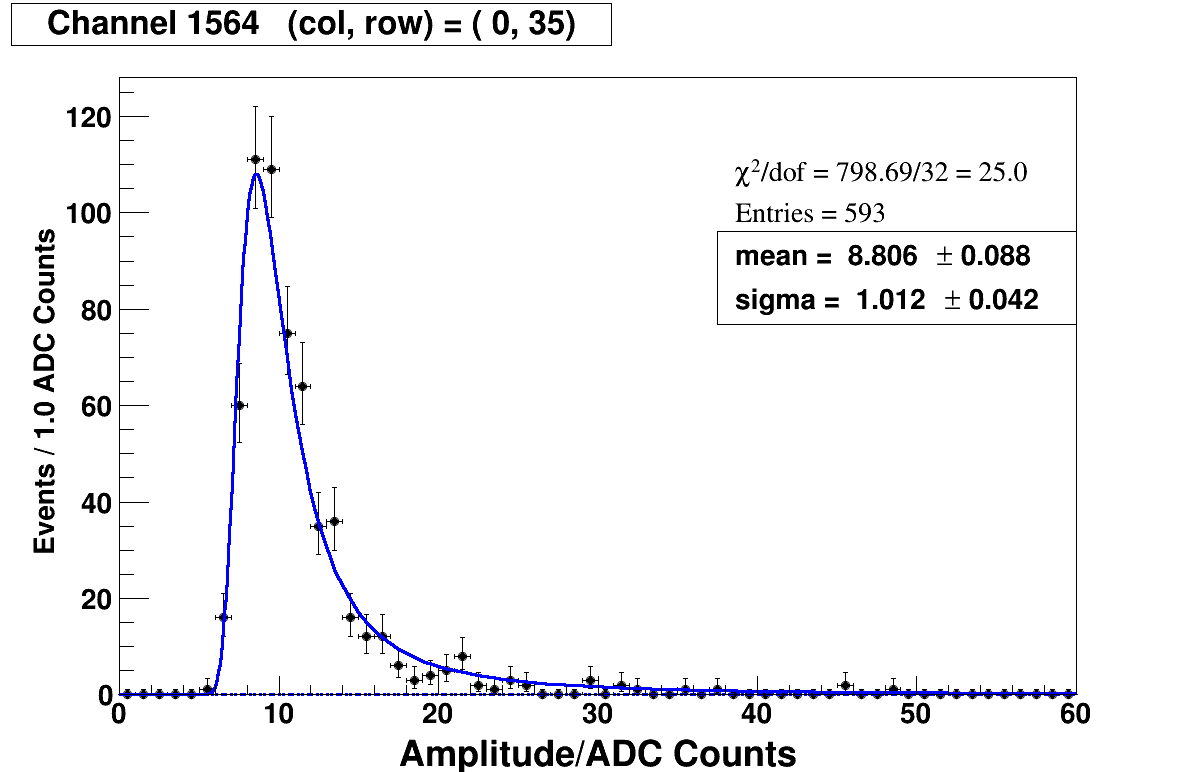 Channel 1564 (col, row) = ( 0, 35)
120
100
80
60
40
20
0
Events / 1.0 ADC Counts
χ²/dof = 798.69/32 = 25.0
Entries = 593
mean = 8.806 ± 0.088
sigma = 1.012 ± 0.042
0 10 20 30 40 50 60
Amplitude/ADC Counts